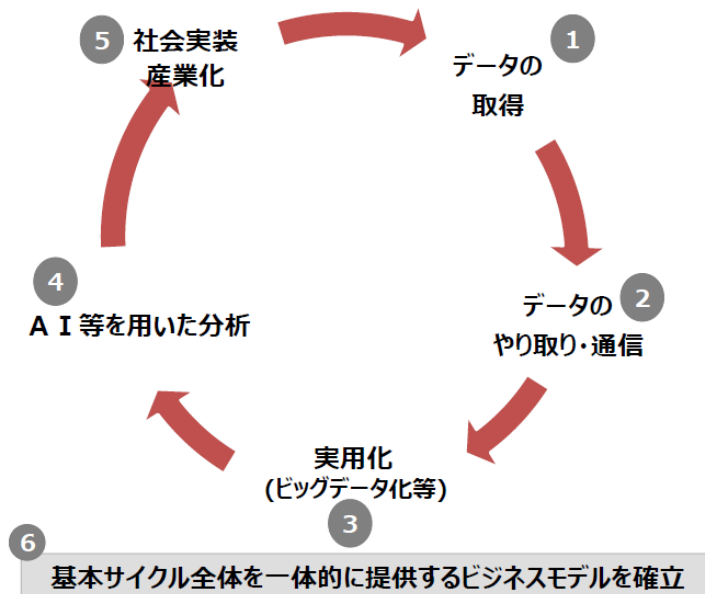 5
社会実装
産業化
1
データの
取得
2
データの
やり取り・通信
4
ＡＩ等を用いた分析
実用化
(ビッグデータ化等)
3
6
基本サイクル全体を一体的に提供するビジネスモデルを確立